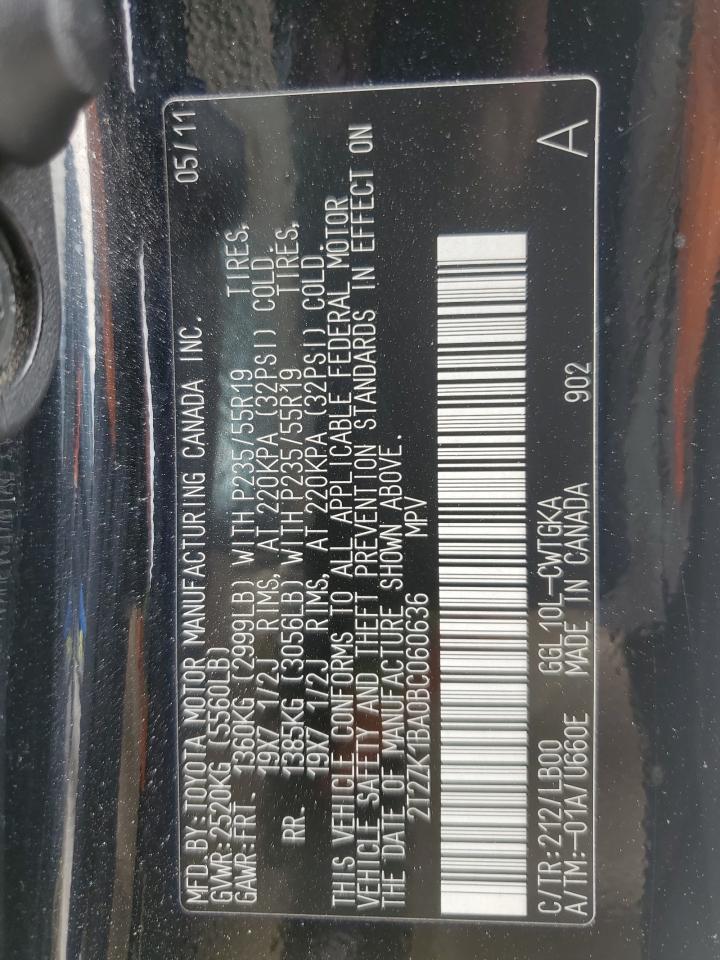 MFD.BY:TOYOTA MOTOR MANUFACTURING CANADA INC. 05/11
GVWR:2520KG (5560LB)
GAWR:FRT. 1360KG (2999LB) WITH P235/55R19 TIRES,
19X7 1/2J RIMS, AT 220KPA (32PSI) COLD
RR. 1385KG (3056LB) WITH P235/55R19 TIRES,
19X7 1/2J RIMS, AT 220KPA (32PSI) COLD.
THIS VEHICLE CONFORMS TO ALL APPLICABLE FEDERAL MOTOR
VEHICLE SAFETY AND THEFT PREVENTION STANDARDS IN EFFECT ON
THE DATE OF MANUFACTURE SHOWN ABOVE.
2T2ZK1BA0BC060636 MPV
C/TR:212/LB00 GGL10L-CWTGKA
A/TM:-01A/U660E MADE IN CANADA 902 A